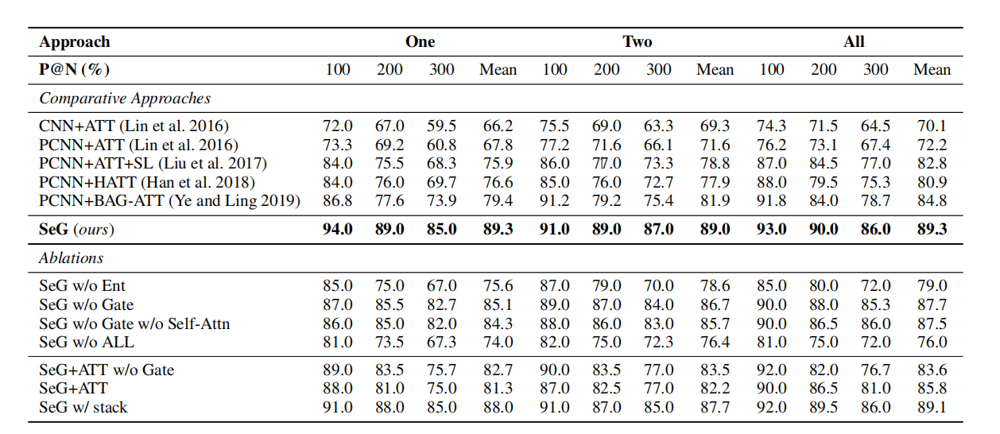 Approach One Two All
P@N (%) 100 200 300 Mean 100 200 300 Mean 100 200 300 Mean
Comparative Approaches
CNN+ATT (Lin et al. 2016) 72.0 67.0 59.5 66.2 75.5 69.0 63.3 69.3 74.3 71.5 64.5 70.1
PCNN+ATT (Lin et al. 2016) 73.3 69.2 60.8 67.8 77.2 71.6 66.1 71.6 76.2 73.1 67.4 72.2
PCNN+ATT+SL (Liu et al. 2017) 84.0 75.5 68.3 75.9 86.0 77.0 73.3 78.8 87.0 84.5 77.0 82.8
PCNN+HATT (Han et al. 2018) 84.0 76.0 69.7 76.6 85.0 76.0 72.7 77.9 88.0 79.5 75.3 80.9
PCNN+BAG-ATT (Ye and Ling 2019) 86.8 77.6 73.9 79.4 91.2 79.2 75.4 81.9 91.8 84.0 78.7 84.8
SeG (ours) 94.0 89.0 85.0 89.3 91.0 89.0 87.0 89.0 93.0 90.0 86.0 89.3
Ablations
SeG w/o Ent 85.0 75.0 67.0 75.6 87.0 79.0 70.0 78.6 85.0 80.0 72.0 79.0
SeG w/o Gate 87.0 85.5 82.7 85.1 89.0 87.0 84.0 86.7 90.0 88.0 85.3 87.7
SeG w/o Gate w/o Self-Attn 86.0 85.0 82.0 84.3 88.0 86.0 83.0 85.7 90.0 86.5 86.0 87.5
SeG w/o ALL 81.0 73.5 67.3 74.0 82.0 75.0 72.3 76.4 81.0 75.0 72.0 76.0
SeG+ATT w/o Gate 89.0 83.5 75.7 82.7 90.0 83.5 77.0 83.5 92.0 82.0 76.7 83.6
SeG+ATT 88.0 81.0 75.0 81.3 87.0 82.5 77.0 82.2 90.0 86.5 81.0 85.8
SeG w/ stack 91.0 88.0 85.0 88.0 91.0 87.0 85.0 87.7 92.0 89.5 86.0 89.1